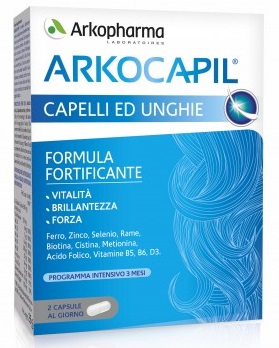 Arkopharma
LABORATOIRES
ARKOCAPIL®
CAPELLI ED UNGHIE
FORMULA
FORTIFICANTE
VITALITÀ
BRILLANTEZZA
FORZA
Ferro, Zinco, Selenio, Rame,
Biotina, Cistina, Metionina,
Acido Folico, Vitamine B5, B6, D3.
PROGRAMMA INTENSIVO 3 MESI
2 CAPSULE
AL GIORNO